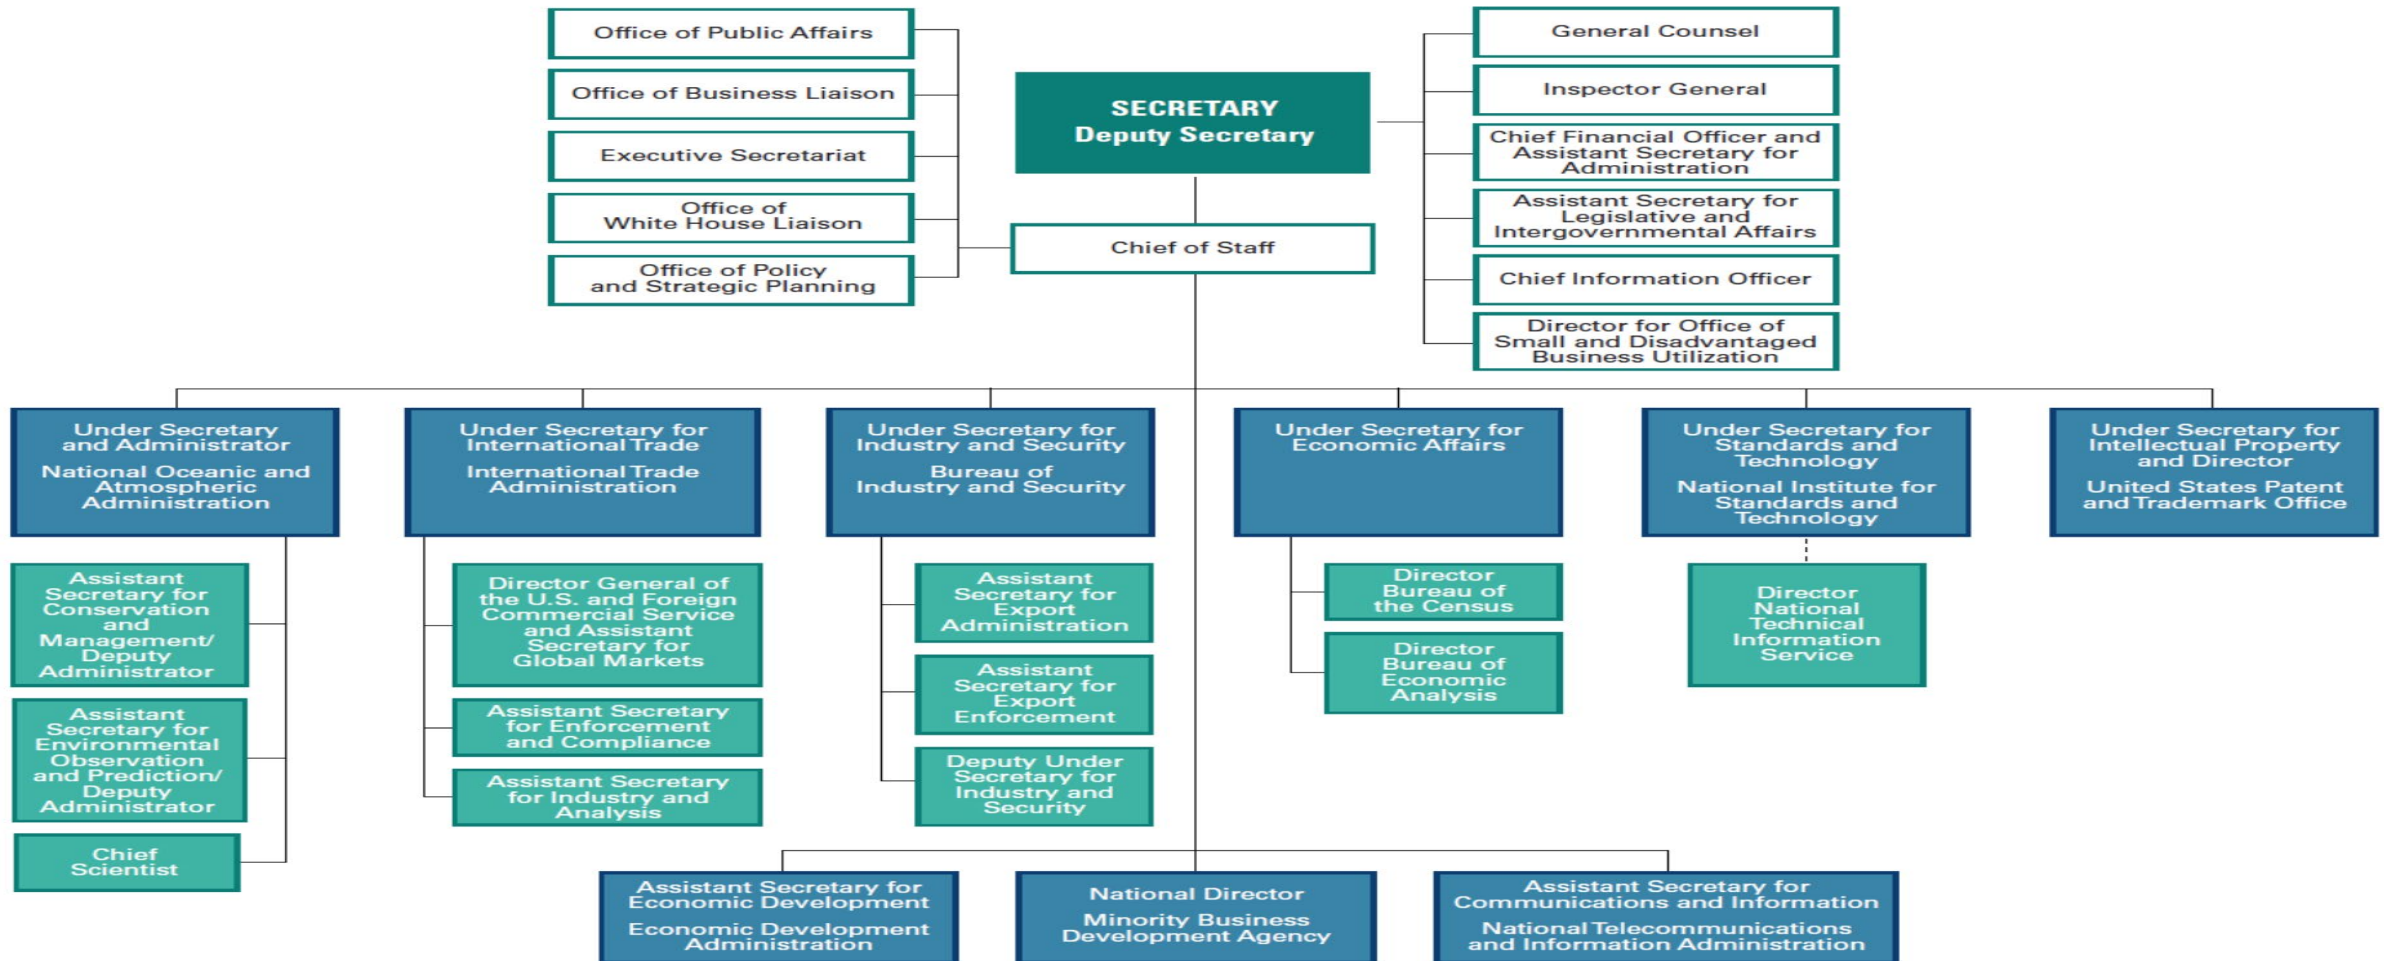 Office of Public Affairs
Office of Business Liaison
Executive Secretariat
Office of
White House Liaison
Office of Policy
and Strategic Planning
SECRETARY
Deputy Secretary
Chief of Staff
General Counsel
Inspector General
Chief Financial Officer and
Assistant Secretary for
Administration
Assistant Secretary for
Legislative and
Intergovernmental Affairs
Chief Information Officer
Director for Office of
Small and Disadvantaged
Business Utilization
Under Secretary
and Administrator
National Oceanic and
Atmospheric
Administration
Assistant
Secretary for
Conservation
and
Management/
Deputy
Administrator
Assistant
Secretary for
Environmental
Observation
and Prediction/
Deputy
Administrator
Chief
Scientist
Under Secretary for
International Trade
International Trade
Administration
Director General of
the U.S. and Foreign
Commercial Service
and Assistant
Secretary for
Global Markets
Assistant Secretary
for Enforcement
and Compliance
Assistant Secretary
for Industry and
Analysis
Under Secretary for
Industry and Security
Bureau of
Industry and Security
Assistant
Secretary for
Export
Administration
Assistant
Secretary for
Export
Enforcement
Deputy Under
Secretary for
Industry and
Security
Under Secretary for
Economic Affairs
Director
Bureau of
the Census
Director
Bureau of
Economic
Analysis
Under Secretary for
Standards and
Technology
National Institute for
Standards and
Technology
Director
National
Technical
Information
Service
Under Secretary for
Intellectual Property
and Director
United States Patent
and Trademark Office
Assistant Secretary for
Economic Development
Economic Development
Administration
National Director
Minority Business
Development Agency
Assistant Secretary for
Communications and Information
National Telecommunications
and Information Administration